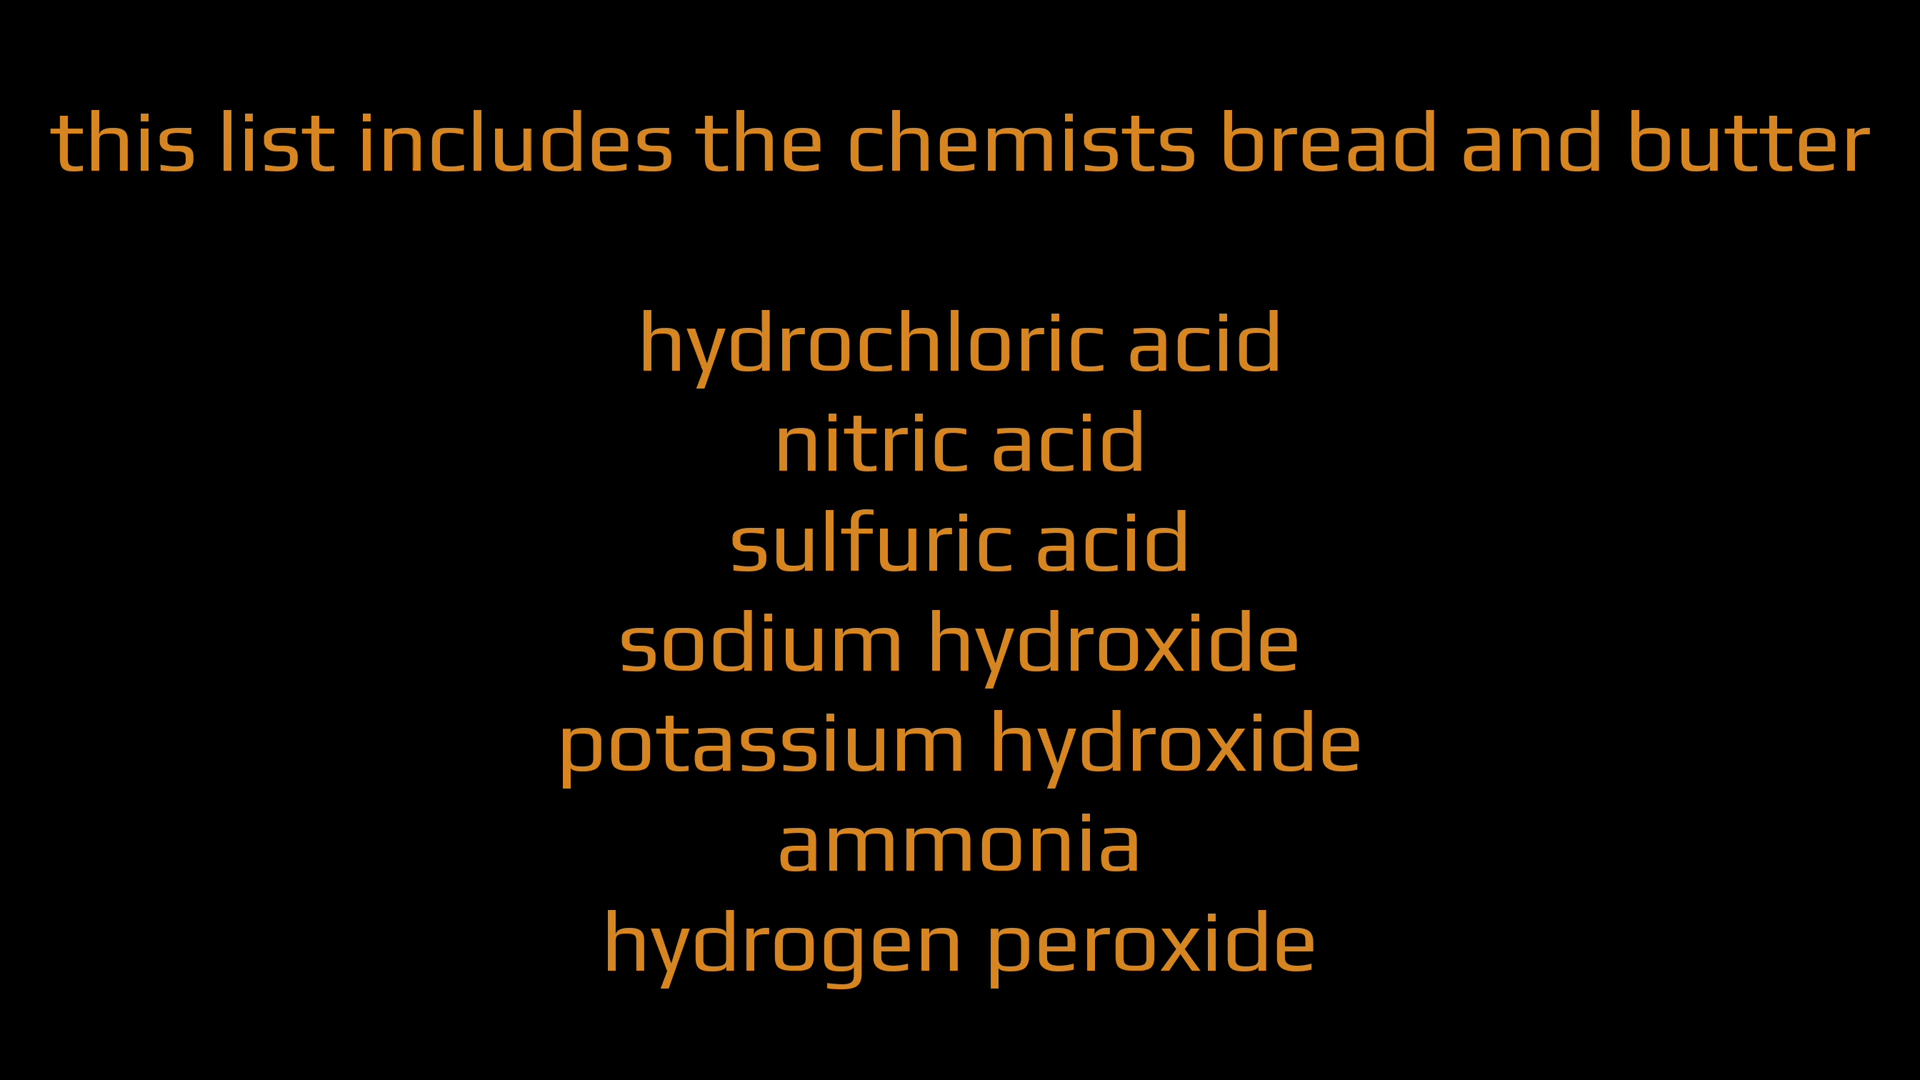 this list includes the chemists bread and butter
hydrochloric acid
nitric acid
sulfuric acid
sodium hydroxide
potassium hydroxide
ammonia
hydrogen peroxide